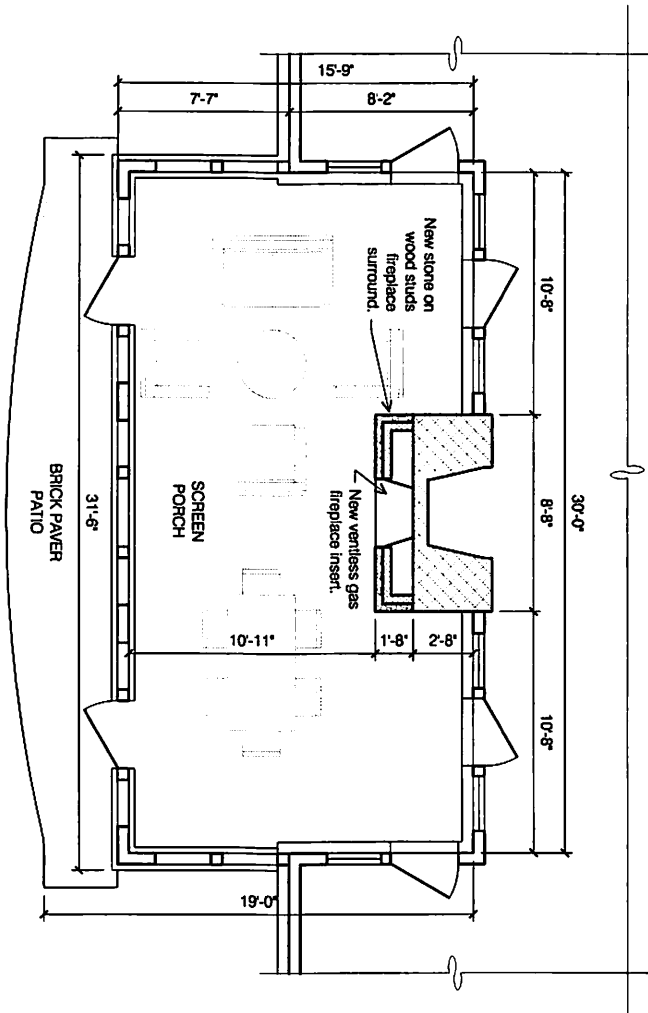 15'-9"
7'-7"
8'-2"
New stone on
wood studs
fireplace
surround.
10'-8"
8'-8"
30'-0"
New ventless gas
fireplace insert.
SCREEN
PORCH
31'-6"
BRICK PAVER
PATIO
10'-11"
1'-8"
2'-8"
10'-8"
19'-0"